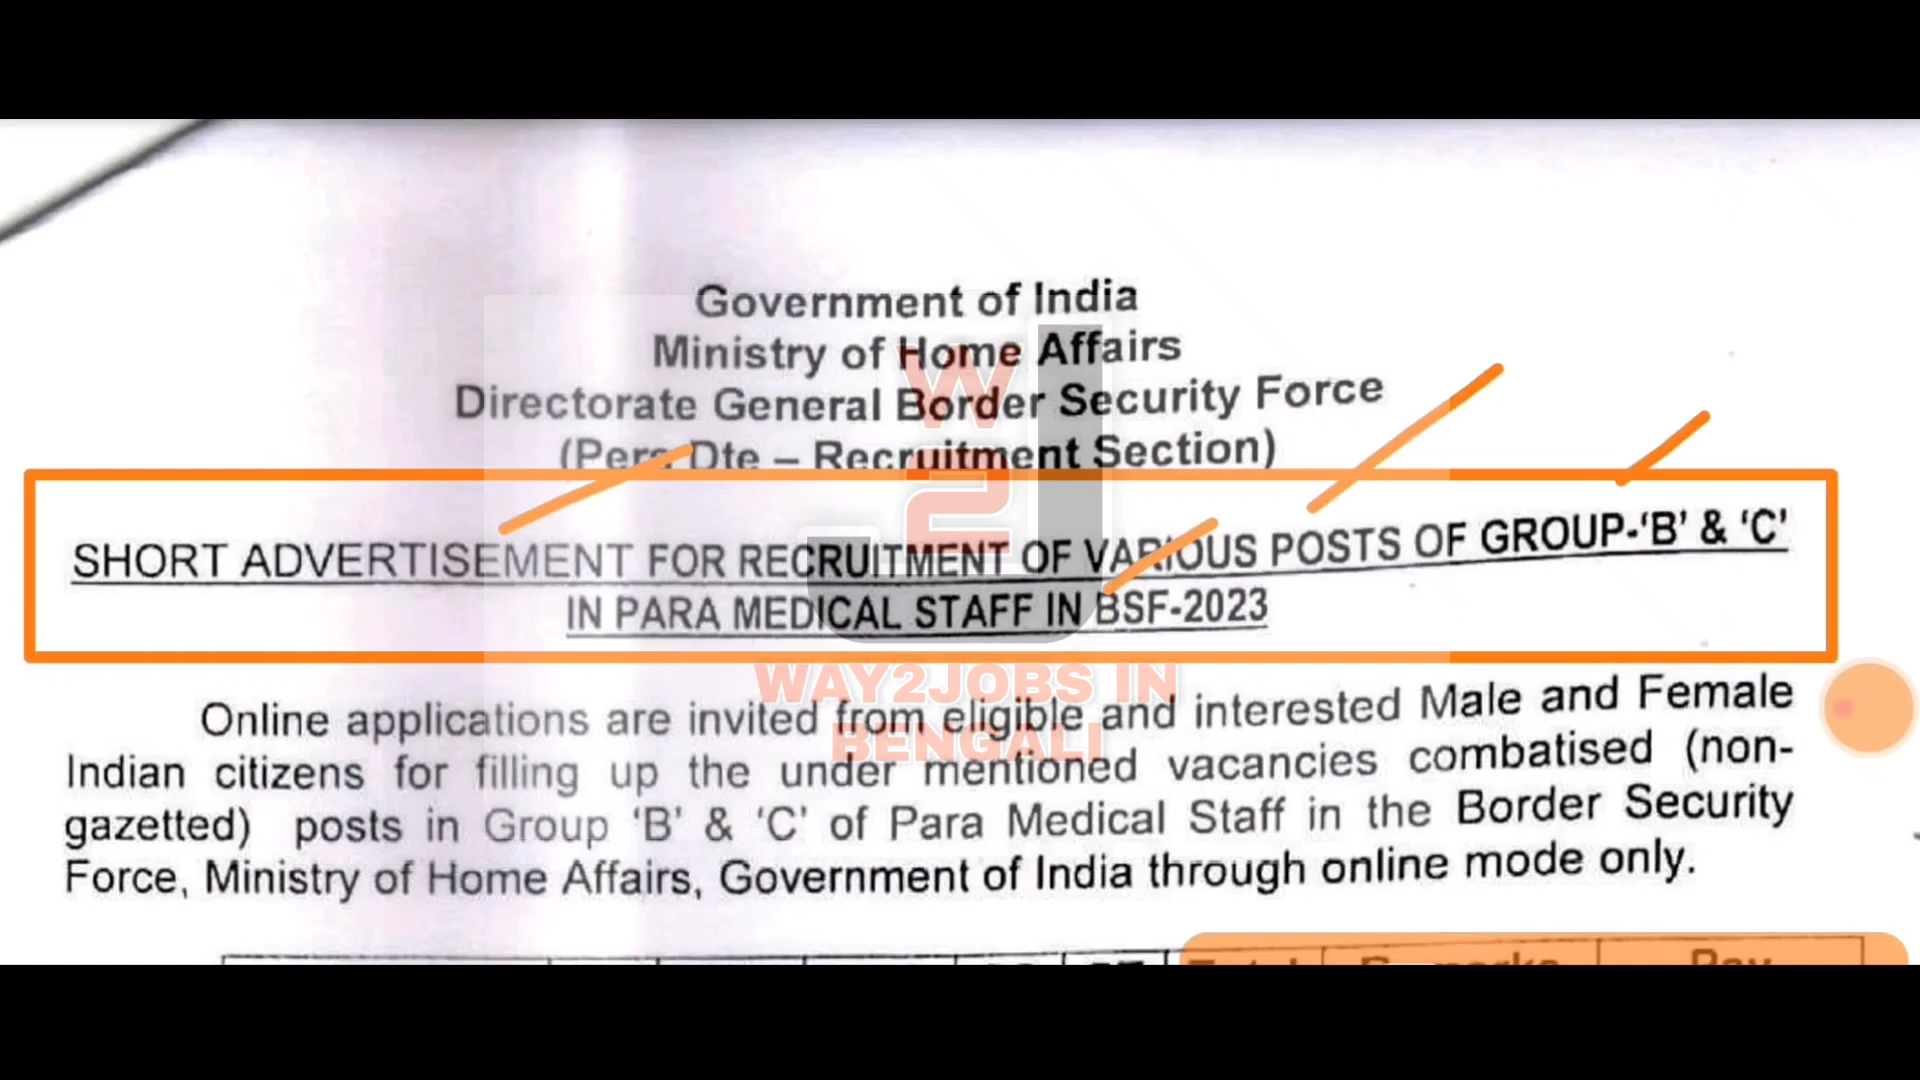 Government of India
Ministry of Home Affairs
Directorate General Border Security Force
(Pers Dte – Recruitment Section)
SHORT ADVERTISEMENT FOR RECRUITMENT OF VARIOUS POSTS OF GROUP-‘B’ & ‘C’
IN PARA MEDICAL STAFF IN BSF-2023
W
2
J
WAY2JOBS IN
BENGALI
Online applications are invited from eligible and interested Male and Female
Indian citizens for filling up the under mentioned vacancies combatised (non-
gazetted) posts in Group ‘B’ & ‘C’ of Para Medical Staff in the Border Security
Force, Ministry of Home Affairs, Government of India through online mode only.
Total Remarks Pay